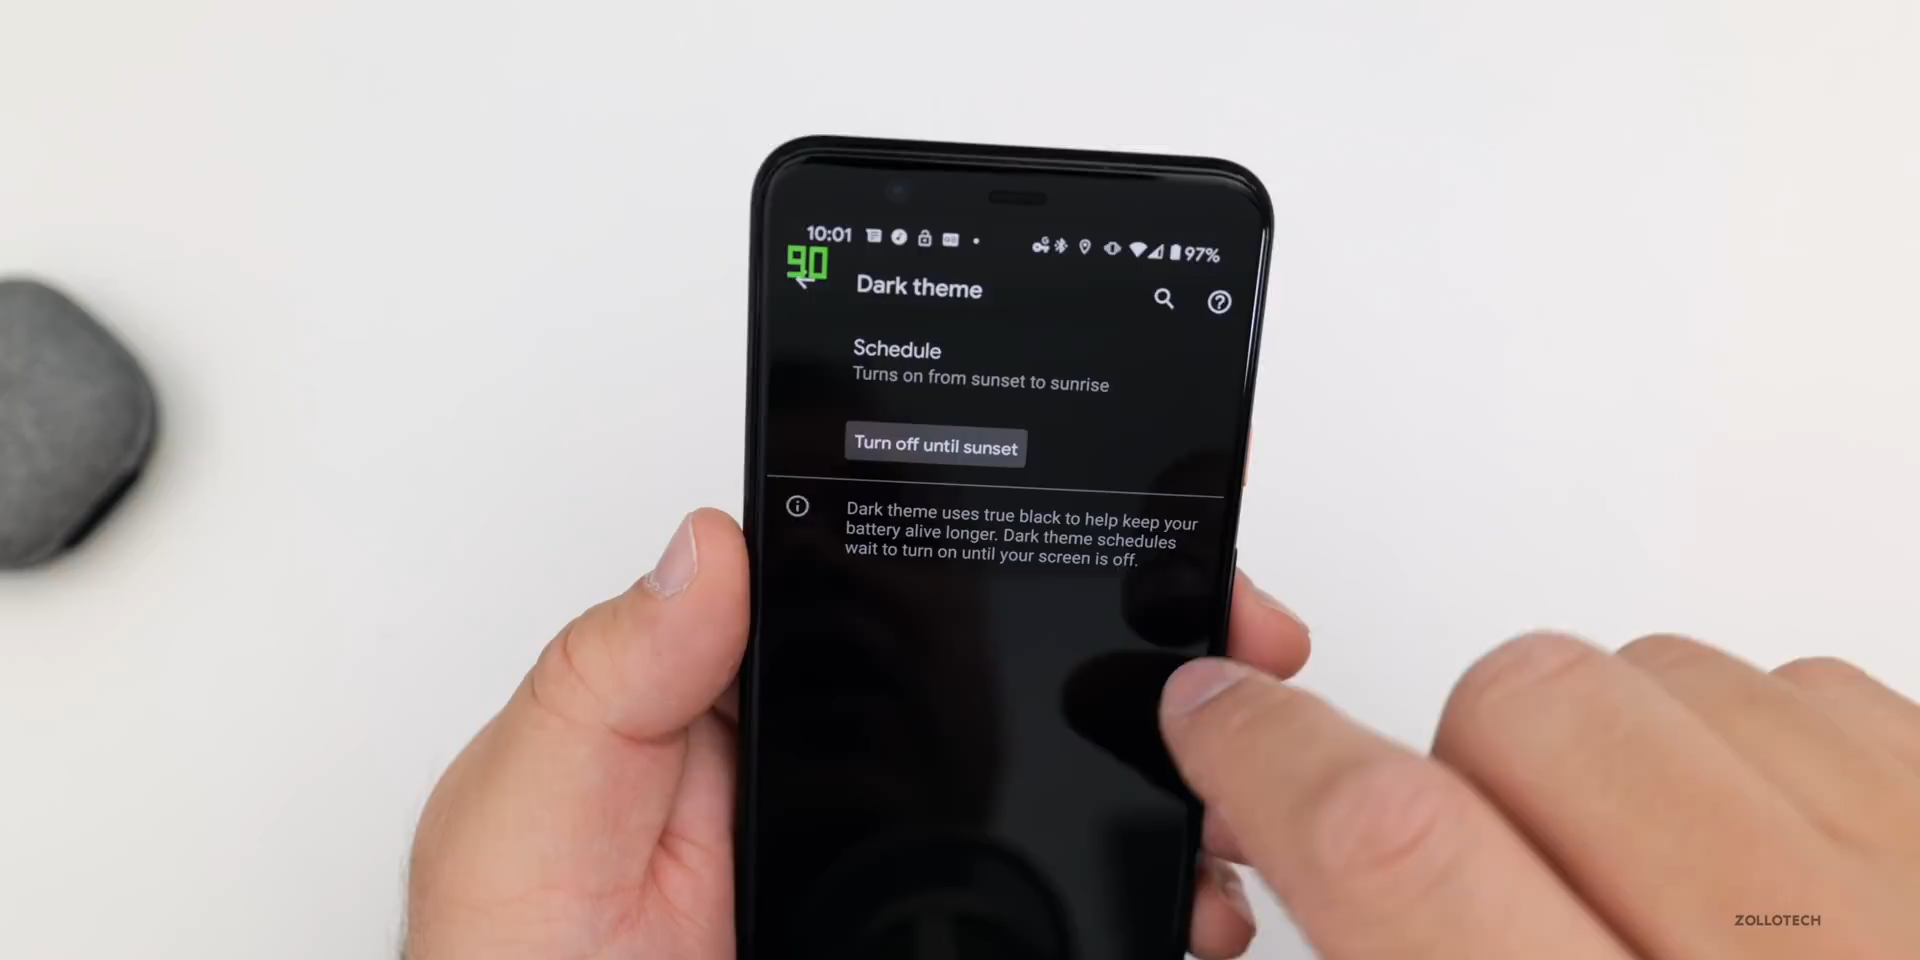 10:01
97%
90
Dark theme
Schedule
Turns on from sunset to sunrise
Turn off until sunset
Dark theme uses true black to help keep your
battery alive longer. Dark theme schedules
wait to turn on until your screen is off.
ZOLLOTECH